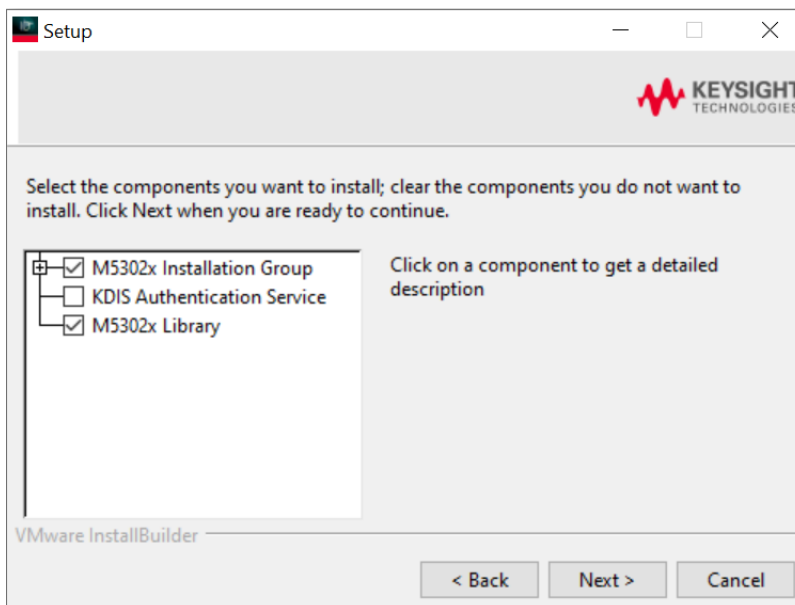 Setup
KEYSIGHT
TECHNOLOGIES
Select the components you want to install; clear the components you do not want to
install. Click Next when you are ready to continue.
M5302x Installation Group
KDIS Authentication Service
M5302x Library
Click on a component to get a detailed
description
VMware InstallBuilder
< Back
Next >
Cancel